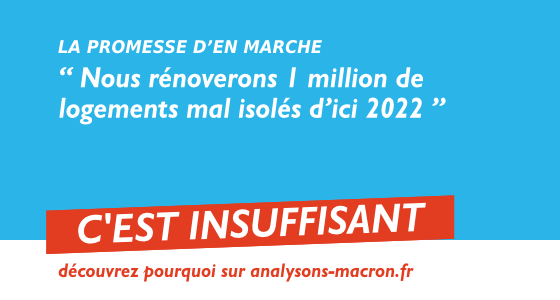 LA PROMESSE D’EN MARCHE
“ Nous rénoverons 1 million de
logements mal isolés d’ici 2022 ”
C'EST INSUFFISANT
découvrez pourquoi sur analysons-macron.fr